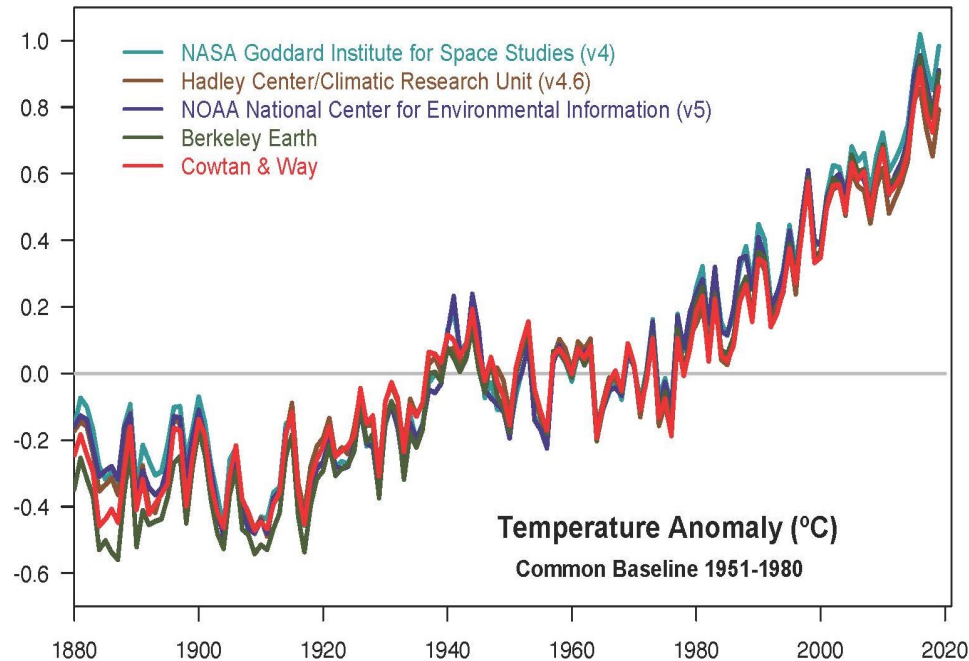 1.0
0.8
0.6
0.4
0.2
0.0
-0.2
-0.4
-0.6
NASA Goddard Institute for Space Studies (v4)
Hadley Center/Climatic Research Unit (v4.6)
NOAA National Center for Environmental Information (v5)
Berkeley Earth
Cowtan & Way
Temperature Anomaly (ºC)
Common Baseline 1951-1980
1880 1900 1920 1940 1960 1980 2000 2020